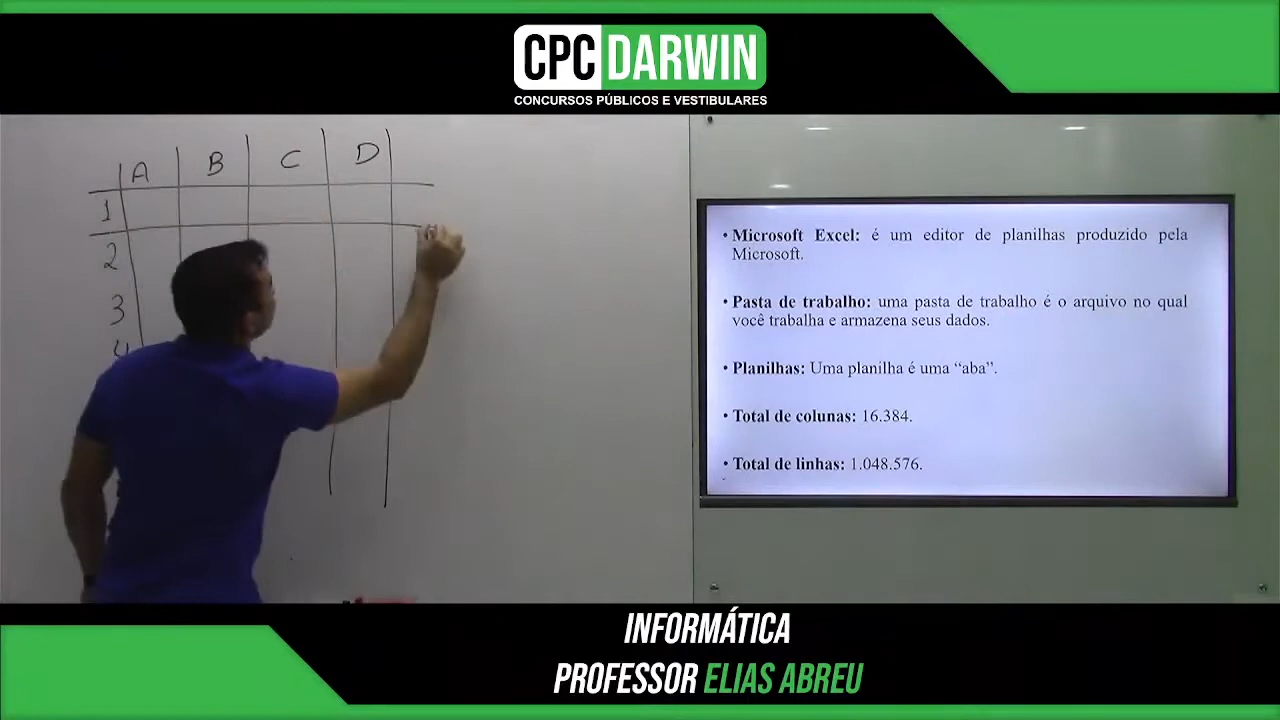 CPC DARWIN
CONCURSOS PÚBLICOS E VESTIBULARES
A B C D
1
2
3
4
• Microsoft Excel: é um editor de planilhas produzido pela
Microsoft.
• Pasta de trabalho: uma pasta de trabalho é o arquivo no qual
você trabalha e armazena seus dados.
• Planilhas: Uma planilha é uma “aba”.
• Total de colunas: 16.384.
• Total de linhas: 1.048.576.
INFORMÁTICA
PROFESSOR ELIAS ABREU